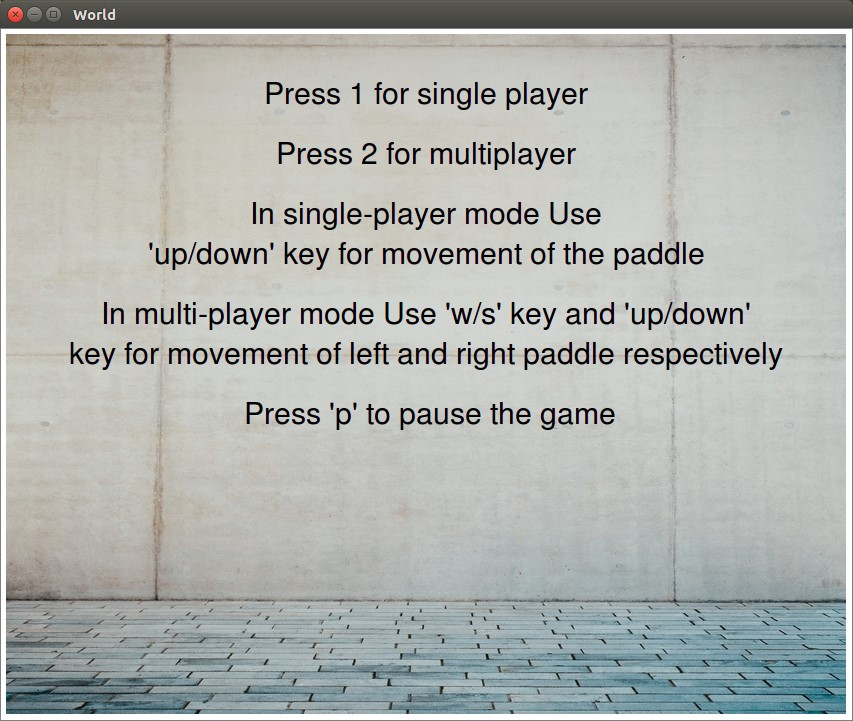 World
Press 1 for single player
Press 2 for multiplayer
In single-player mode Use
'up/down' key for movement of the paddle
In multi-player mode Use 'w/s' key and 'up/down'
key for movement of left and right paddle respectively
Press 'p' to pause the game